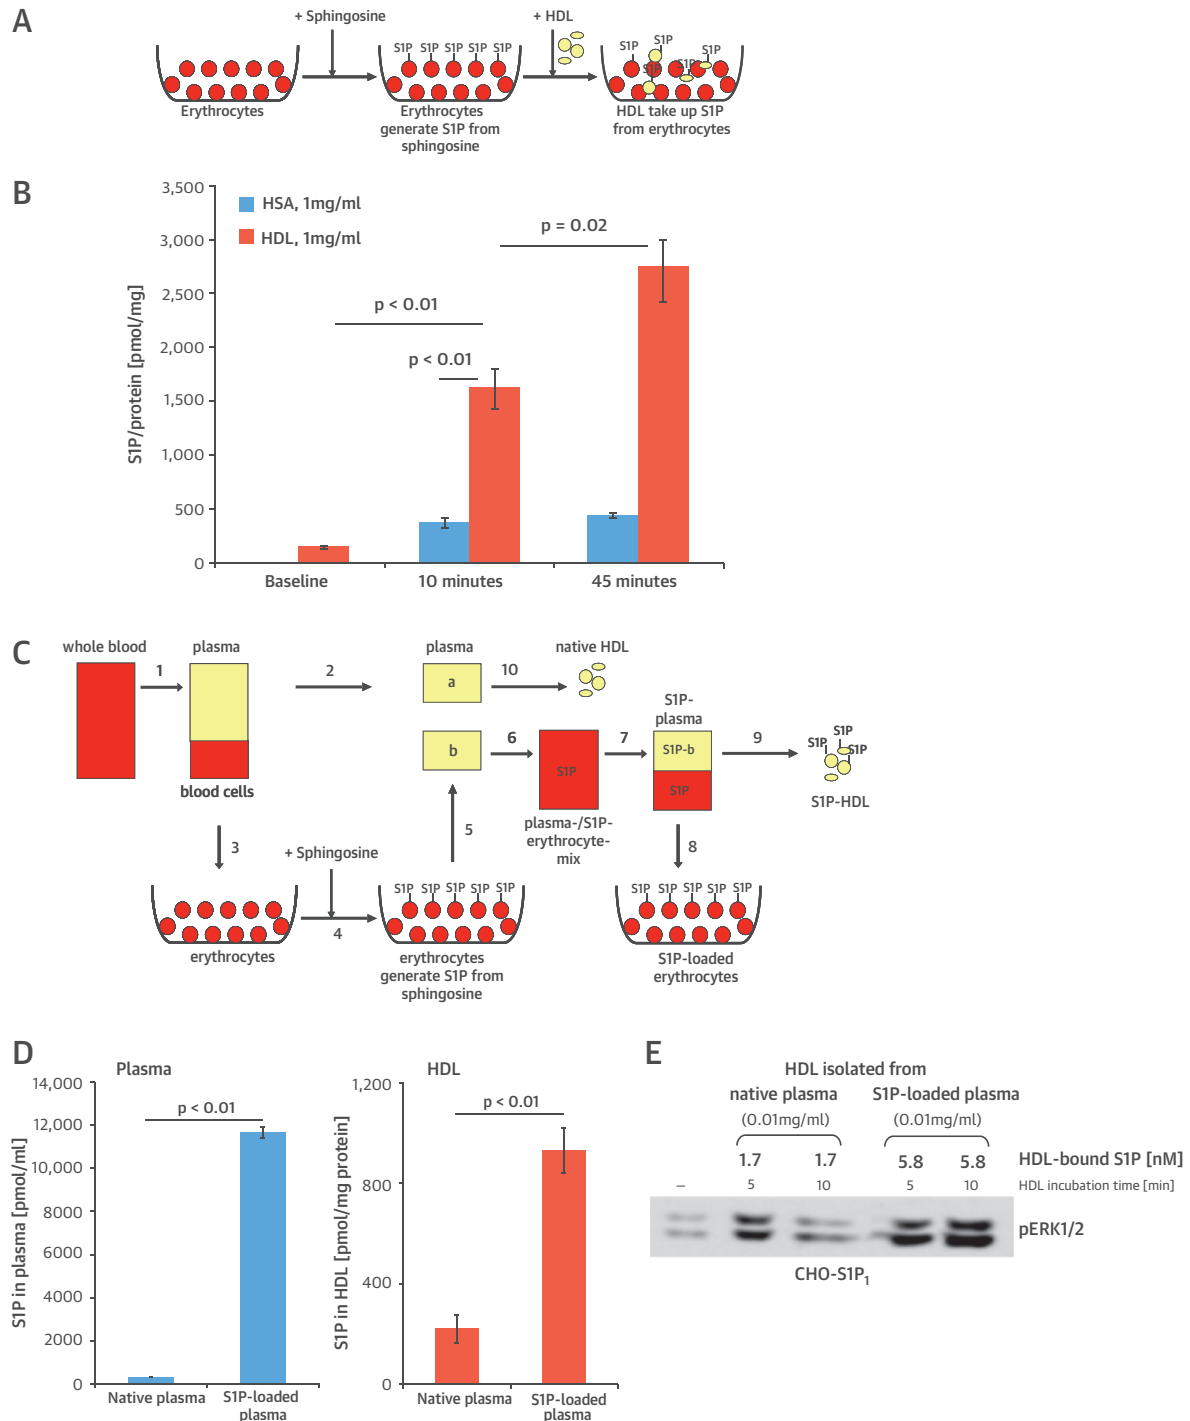 A
+ Sphingosine
+ HDL
S1P S1P S1P S1P S1P
S1P
S1P
S1P
S1P
S1P
Erythrocytes
Erythrocytes
generate S1P from
sphingosine
HDL take up S1P
from erythrocytes
B
S1P/protein [pmol/mg]
3,500
3,000
2,500
2,000
1,500
1,000
500
0
HSA, 1mg/ml
HDL, 1mg/ml
p = 0.02
p < 0.01
p < 0.01
Baseline
10 minutes
45 minutes
C
whole blood
plasma
plasma
native HDL
1
2
10
a
S1P-
plasma
b
6
S1P
7
S1P-b
S1P
9
S1P
S1P
S1P
S1P-HDL
blood cells
plasma-/S1P-
erythrocyte-
mix
3
5
8
+ Sphingosine
4
S1P S1P S1P S1P S1P
S1P S1P S1P S1P S1P
erythrocytes
erythrocytes
generate S1P from
sphingosine
S1P-loaded
erythrocytes
D
Plasma
S1P in plasma [pmol/ml]
14,000
12,000
10,000
8000
6000
4000
2000
0
p < 0.01
Native plasma
S1P-loaded
plasma
HDL
S1P in HDL [pmol/mg protein]
1,200
800
400
0
p < 0.01
Native plasma
S1P-loaded
plasma
E
HDL isolated from
native plasma
S1P-loaded plasma
(0.01mg/ml)
(0.01mg/ml)
1.7 1.7 5.8 5.8 HDL-bound S1P [nM]
– 5 10 5 10 HDL incubation time [min]
pERK1/2
CHO-S1P1